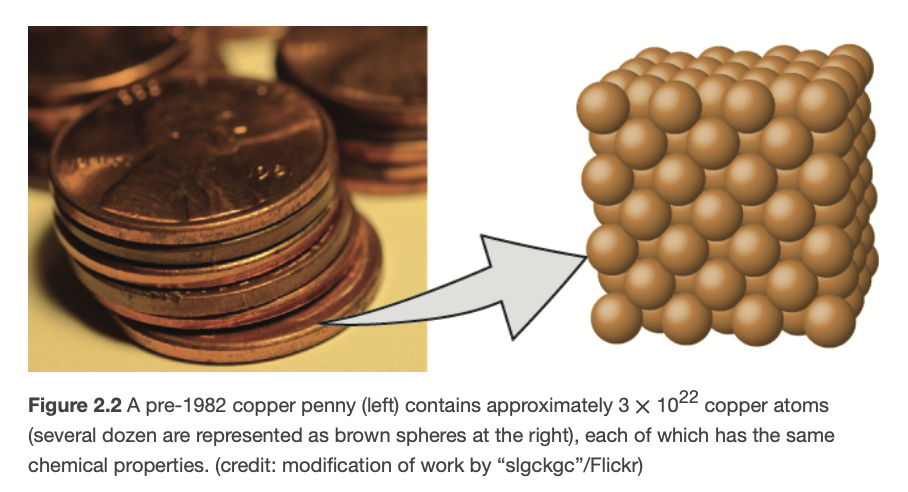 Figure 2.2 A pre-1982 copper penny (left) contains approximately 3 × 10²² copper atoms
(several dozen are represented as brown spheres at the right), each of which has the same
chemical properties. (credit: modification of work by “slgckgc”/Flickr)